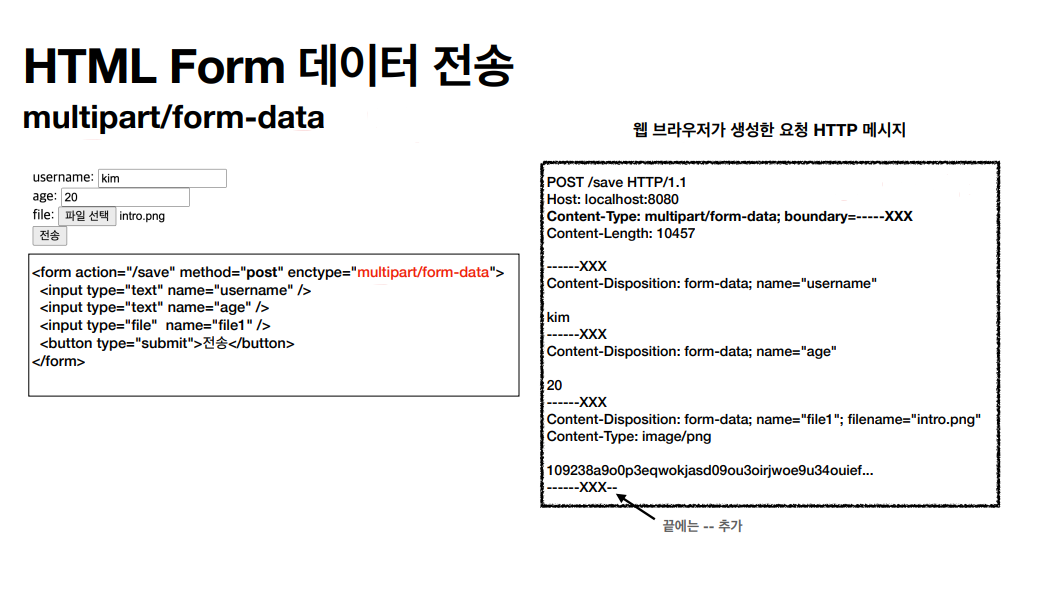 HTML Form 데이터 전송
multipart/form-data
username: kim
age: 20
file: 파일 선택 intro.png
전송
<form action="/save" method="post" enctype="multipart/form-data">
<input type="text" name="username" />
<input type="text" name="age" />
<input type="file"  name="file1" />
<button type="submit">전송</button>
</form>
웹 브라우저가 생성한 요청 HTTP 메시지
POST /save HTTP/1.1
Host: localhost:8080
Content-Type: multipart/form-data; boundary=-----XXX
Content-Length: 10457
------XXX
Content-Disposition: form-data; name="username"
kim
------XXX
Content-Disposition: form-data; name="age"
20
------XXX
Content-Disposition: form-data; name="file1"; filename="intro.png"
Content-Type: image/png
109238a9o0p3eqwokjasd09ou3oirjwoe9u34ouief...
------XXX--
끝에는 -- 추가